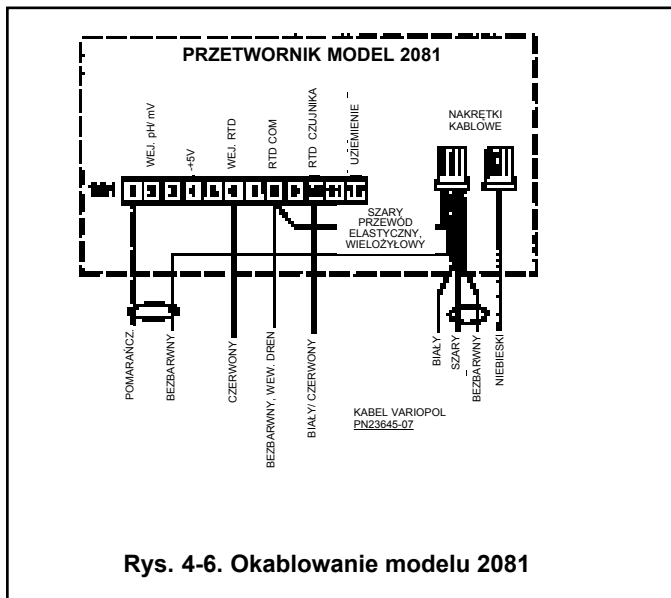 PRZETWORNIK MODEL 2081
WEJ. pH/ mV
-+5V
WEJ. RTD
RTD COM
RTD CZUJNIKA
UZIEMIENIE
NAKRĘTKI
KABLOWE
SZARY
PRZEWÓD
ELASTYCZNY,
WIELOŻYŁOWY
POMARAŃCZ.
BEZBARWNY
CZERWONY
BEZBARWNY, WEW. DREN
BIAŁY/ CZERWONY
BIAŁY
SZARY
BEZBARWNY
NIEBIESKI
KABEL VARIOPOL
PN23645-07
Rys. 4-6. Okablowanie modelu 2081